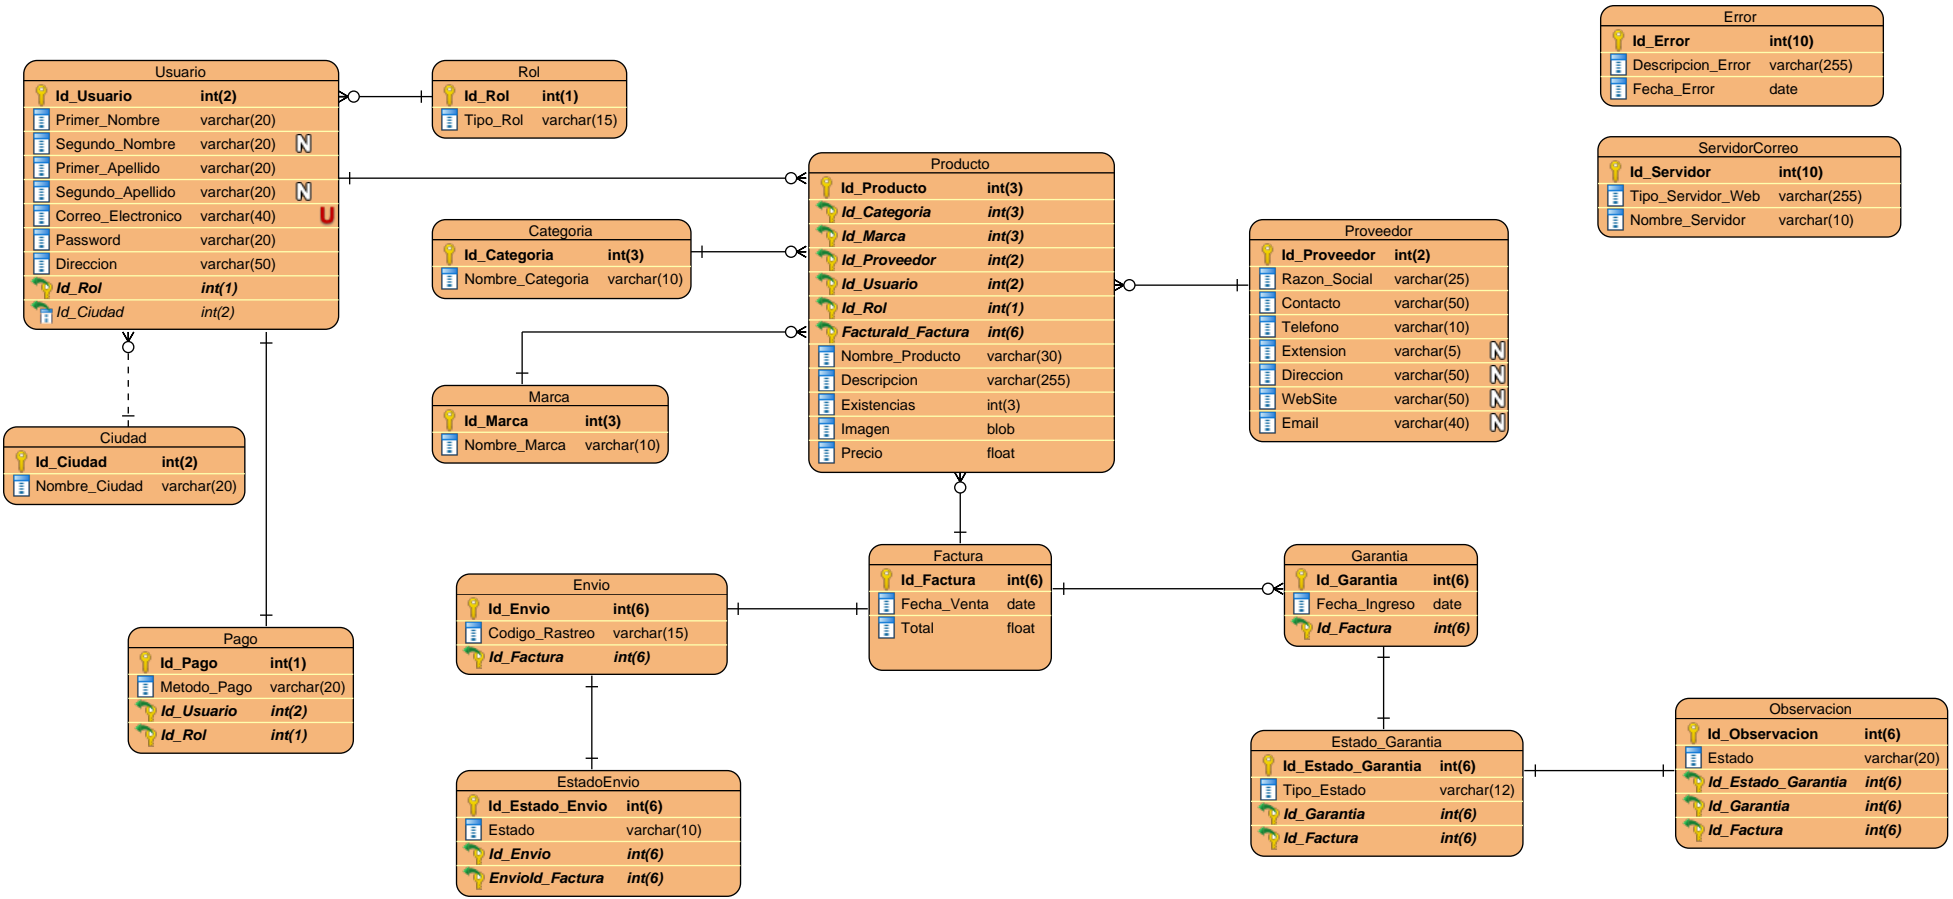 Usuario
Id_Usuario int(2)
Primer_Nombre varchar(20)
Segundo_Nombre varchar(20) N
Primer_Apellido varchar(20)
Segundo_Apellido varchar(20) N
Correo_Electronico varchar(40) U
Password varchar(20)
Direccion varchar(50)
Id_Rol int(1)
Id_Ciudad int(2)
Rol
Id_Rol int(1)
Tipo_Rol varchar(15)
Categoria
Id_Categoria int(3)
Nombre_Categoria varchar(10)
Marca
Id_Marca int(3)
Nombre_Marca varchar(10)
Ciudad
Id_Ciudad int(2)
Nombre_Ciudad varchar(20)
Pago
Id_Pago int(1)
Metodo_Pago varchar(20)
Id_Usuario int(2)
Id_Rol int(1)
Producto
Id_Producto int(3)
Id_Categoria int(3)
Id_Marca int(3)
Id_Proveedor int(2)
Id_Usuario int(2)
Id_Rol int(1)
FacturaId_Factura int(6)
Nombre_Producto varchar(30)
Descripcion varchar(255)
Existencias int(3)
Imagen blob
Precio float
Proveedor
Id_Proveedor int(2)
Razon_Social varchar(25)
Contacto varchar(50)
Telefono varchar(10)
Extension varchar(5) N
Direccion varchar(50) N
WebSite varchar(50) N
Email varchar(40) N
Error
Id_Error int(10)
Descripcion_Error varchar(255)
Fecha_Error date
ServidorCorreo
Id_Servidor int(10)
Tipo_Servidor_Web varchar(255)
Nombre_Servidor varchar(10)
Envio
Id_Envio int(6)
Codigo_Rastreo varchar(15)
Id_Factura int(6)
Factura
Id_Factura int(6)
Fecha_Venta date
Total float
Garantia
Id_Garantia int(6)
Fecha_Ingreso date
Id_Factura int(6)
EstadoEnvio
Id_Estado_Envio int(6)
Estado varchar(10)
Id_Envio int(6)
EnvioId_Factura int(6)
Estado_Garantia
Id_Estado_Garantia int(6)
Tipo_Estado varchar(12)
Id_Garantia int(6)
Id_Factura int(6)
Observacion
Id_Observacion int(6)
Estado varchar(20)
Id_Estado_Garantia int(6)
Id_Garantia int(6)
Id_Factura int(6)